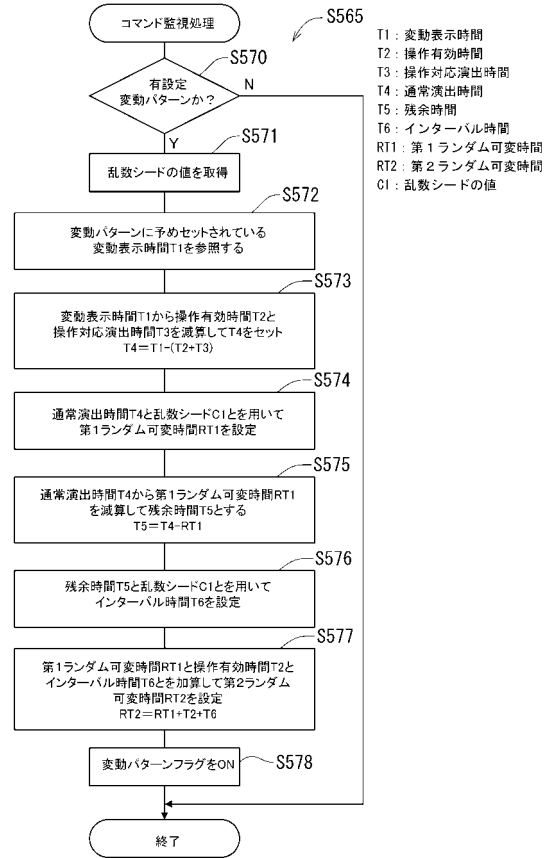 コマンド監視処理
S565
S570
有設定
変動パターンか？
N
Y
S571
乱数シードの値を取得
S572
変動パターンに予めセットされている
変動表示時間T1を参照する
S573
変動表示時間T1から操作有効時間T2と
操作対応演出時間T3を減算してT4をセット
T4＝T1-(T2+T3)
S574
通常演出時間T4と乱数シードC1とを用いて
第1ランダム可変時間RT1を設定
S575
通常演出時間T4から第1ランダム可変時間RT1
を減算して残余時間T5とする
T5＝T4-RT1
S576
残余時間T5と乱数シードC1とを用いて
インターバル時間T6を設定
S577
第1ランダム可変時間RT1と操作有効時間T2と
インターバル時間T6とを加算して第2ランダム
可変時間RT2を設定
RT2＝RT1+T2+T6
変動パターンフラグをON
S578
終了
T1：変動表示時間
T2：操作有効時間
T3：操作対応演出時間
T4：通常演出時間
T5：残余時間
T6：インターバル時間
RT1：第１ランダム可変時間
RT2：第２ランダム可変時間
C1：乱数シードの値